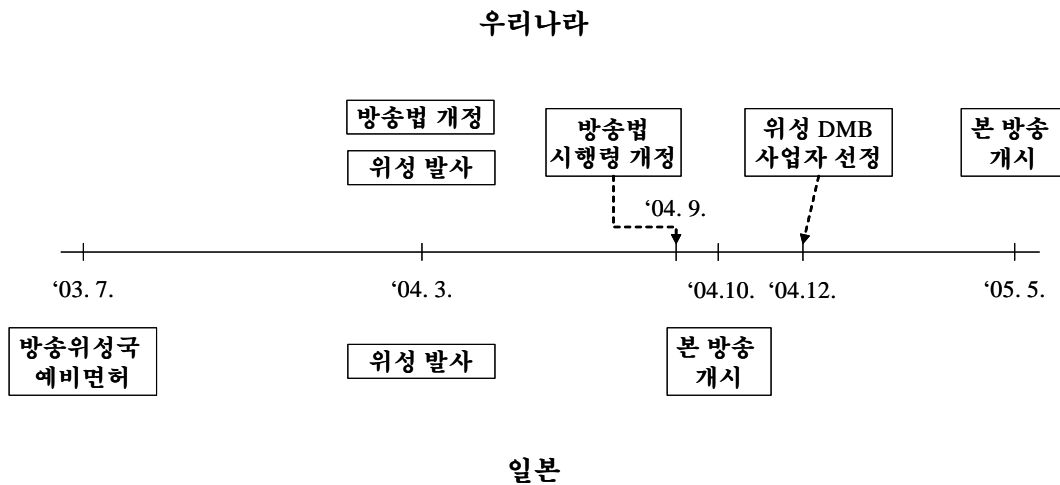 우리나라
방송법 개정
위성 발사
방송법
시행령 개정
위성 DMB
사업자 선정
본 방송
개시
‘04. 9.
‘03. 7.
‘04. 3.
‘04.10.
‘04.12.
‘05. 5.
방송위성국
예비면허
위성 발사
본 방송
개시
일본